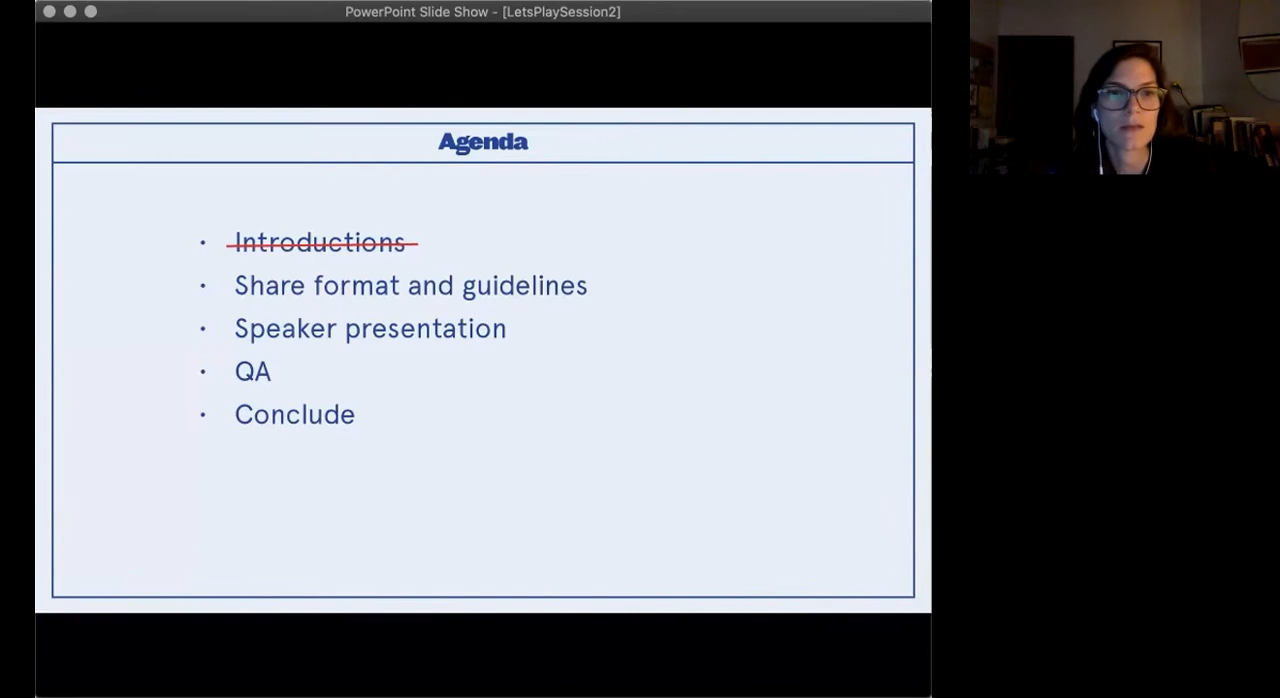 PowerPoint Slide Show - [LetsPlaySession2]
Agenda
• Introductions
• Share format and guidelines
• Speaker presentation
• QA
• Conclude